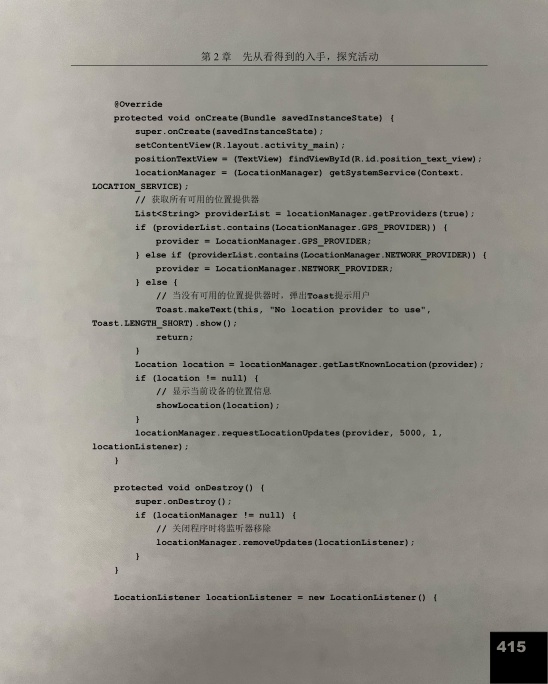 第 2 章 先从看得到的入手，探究活动
@Override
protected void onCreate(Bundle savedInstanceState) {
super.onCreate(savedInstanceState);
setContentView(R.layout.activity_main);
positionTextView = (TextView) findViewById(R.id.position_text_view);
locationManager = (LocationManager) getSystemService(Context.
LOCATION_SERVICE);
// 获取所有可用的位置提供器
List<String> providerList = locationManager.getProviders(true);
if (providerList.contains(LocationManager.GPS_PROVIDER)) {
provider = LocationManager.GPS_PROVIDER;
} else if (providerList.contains(LocationManager.NETWORK_PROVIDER)) {
provider = LocationManager.NETWORK_PROVIDER;
} else {
// 当没有可用的位置提供器时，弹出Toast提示用户
Toast.makeText(this, "No location provider to use",
Toast.LENGTH_SHORT).show();
return;
}
Location location = locationManager.getLastKnownLocation(provider);
if (location != null) {
// 显示当前设备的位置信息
showLocation(location);
}
locationManager.requestLocationUpdates(provider, 5000, 1,
locationListener);
}
protected void onDestroy() {
super.onDestroy();
if (locationManager != null) {
// 关闭程序时将监听器移除
locationManager.removeUpdates(locationListener);
}
}
LocationListener locationListener = new LocationListener() {
415